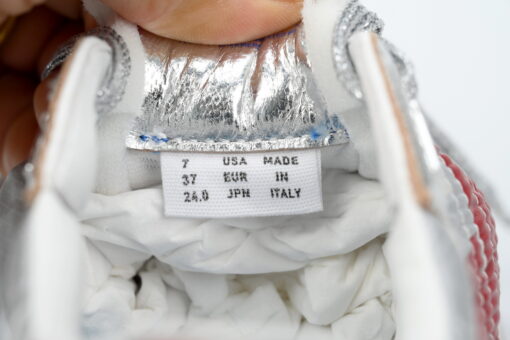 7 USA MADE
37 EUR IN
24.0 JPN ITALY